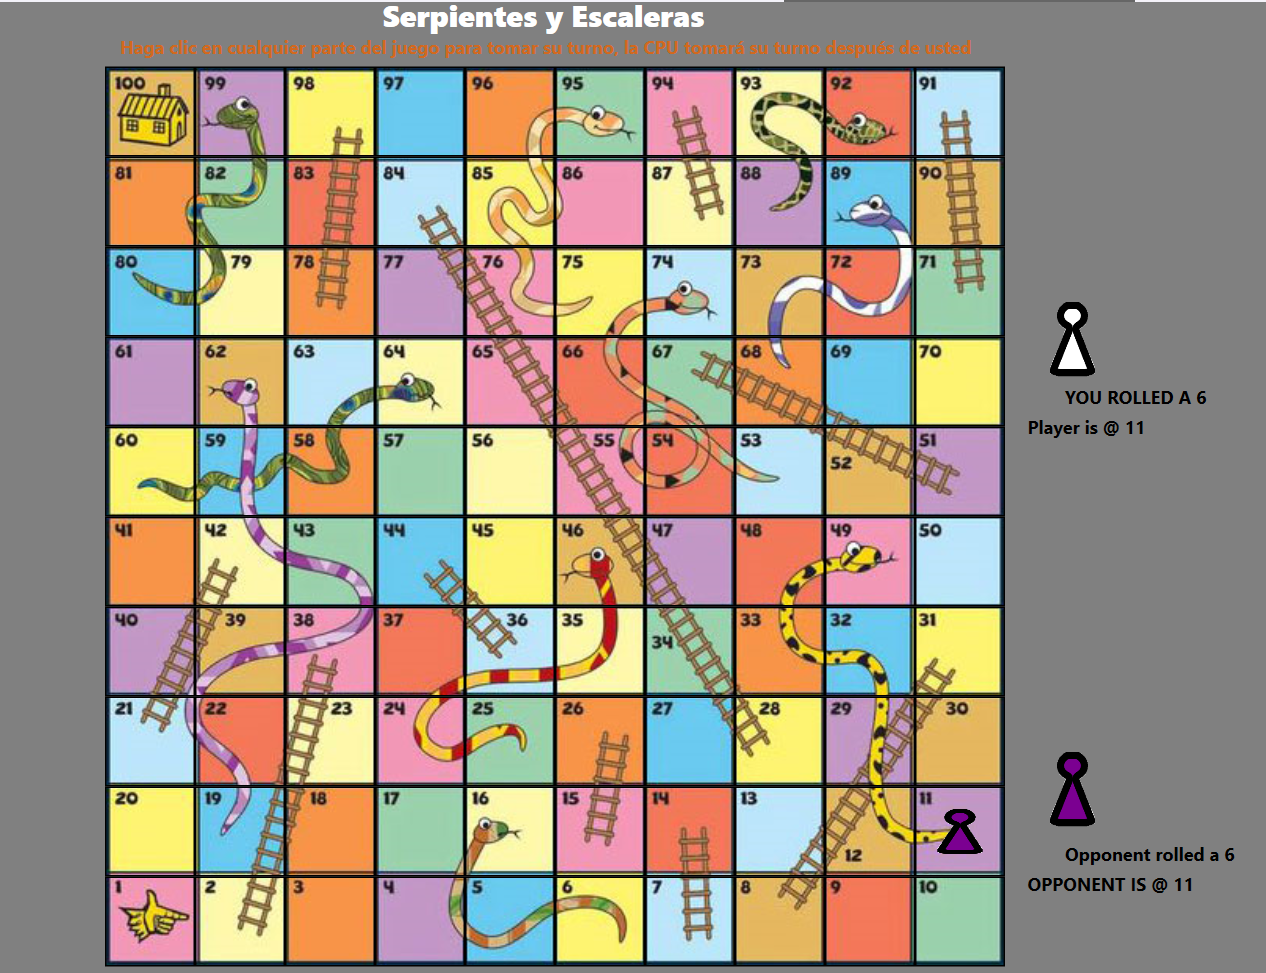 Serpientes y Escaleras
Haga clic en cualquier parte del juego para tomar su turno, la CPU tomará su turno después de usted
100 99 98 97 96 95 94 93 92 91
81 82 83 84 85 86 87 88 89 90
80 79 78 77 76 75 74 73 72 71
61 62 63 64 65 66 67 68 69 70
60 59 58 57 56 55 54 53 52 51
41 42 43 44 45 46 47 48 49 50
40 39 38 37 36 35 34 33 32 31
21 22 23 24 25 26 27 28 29 30
20 19 18 17 16 15 14 13 12 11
1 2 3 4 5 6 7 8 9 10
YOU ROLLED A 6
Player is @ 11
Opponent rolled a 6
OPPONENT IS @ 11